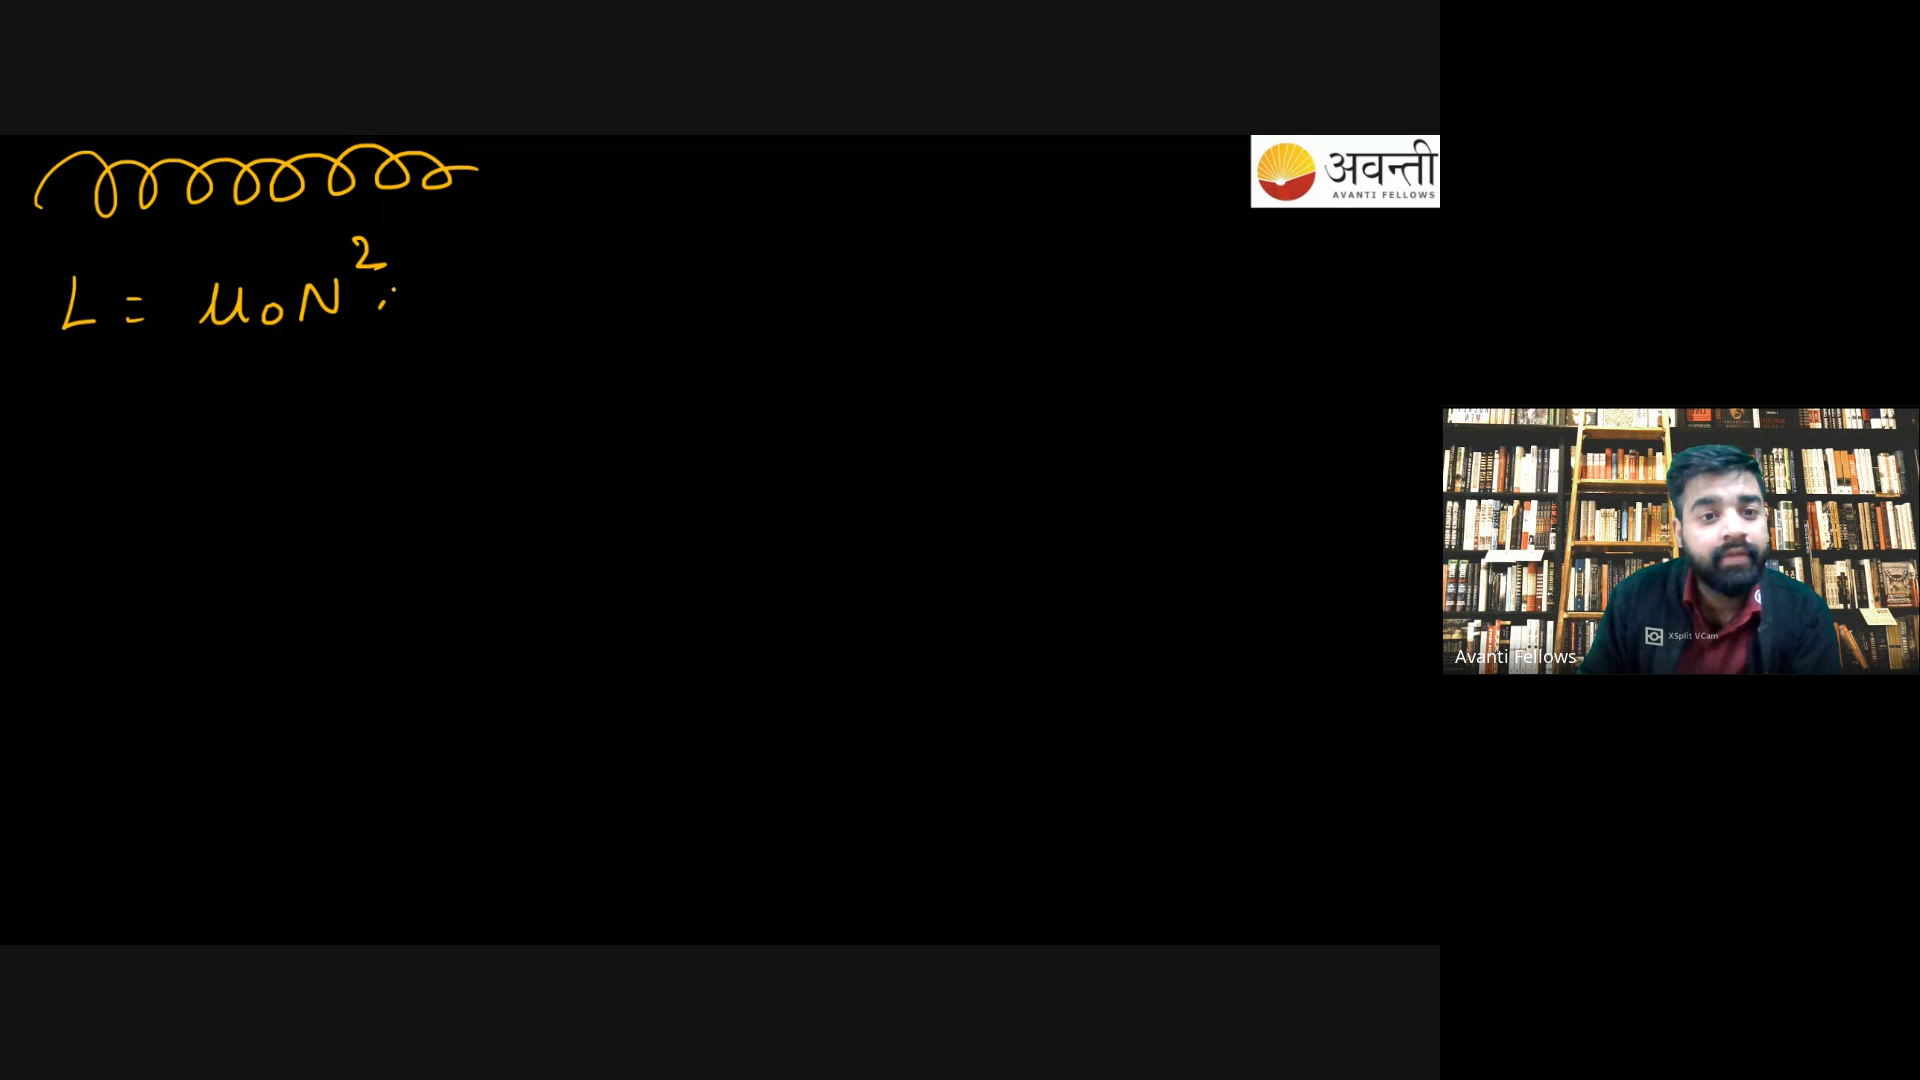 अवन्ती
AVANTI FELLOWS
L = μ₀N²
XSplit VCam
Avanti Fellows